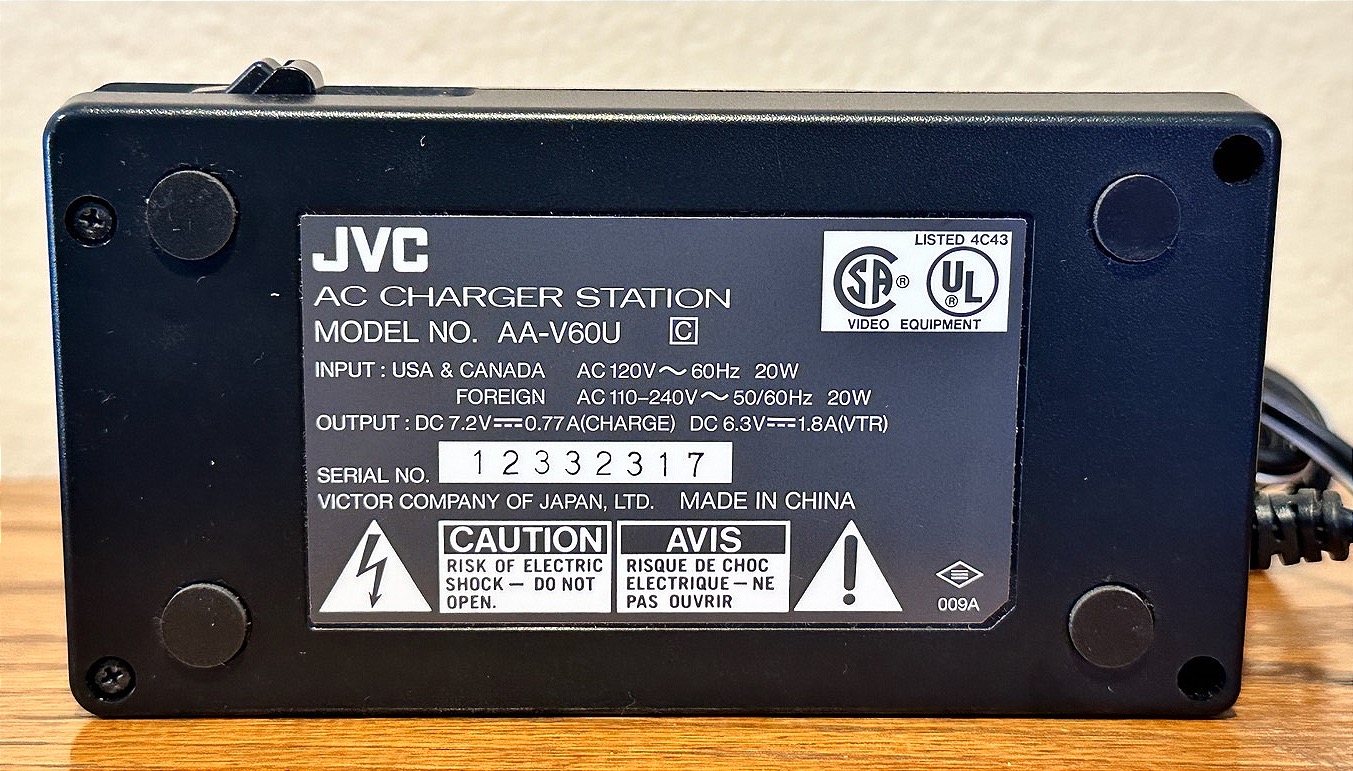 JVC
LISTED 4C43
SA ® UL ®
VIDEO EQUIPMENT
AC CHARGER STATION
MODEL NO. AA-V60U C
INPUT : USA & CANADA AC 120V～60Hz 20W
FOREIGN AC 110–240V～50/60Hz 20W
OUTPUT : DC 7.2V⎓0.77A(CHARGE) DC 6.3V⎓1.8A(VTR)
SERIAL NO. 12332317
VICTOR COMPANY OF JAPAN, LTD. MADE IN CHINA
CAUTION
RISK OF ELECTRIC
SHOCK — DO NOT
OPEN.
AVIS
RISQUE DE CHOC
ELECTRIQUE — NE
PAS OUVRIR
!
009A